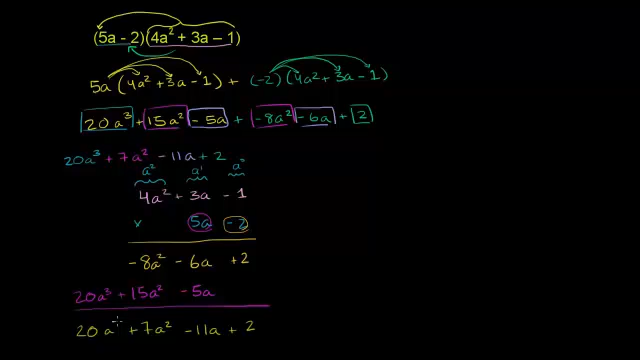 (5a - 2)(4a² + 3a - 1)
5a (4a² + 3a - 1) + (-2) (4a² + 3a - 1)
20a³ + 15a² - 5a + -8a² - 6a + 2
20a³ + 7a² - 11a + 2
a² a¹ a⁰
4a² + 3a - 1
× 5a - 2
-8a² - 6a + 2
20a³ + 15a² - 5a
20a³ + 7a² - 11a + 2